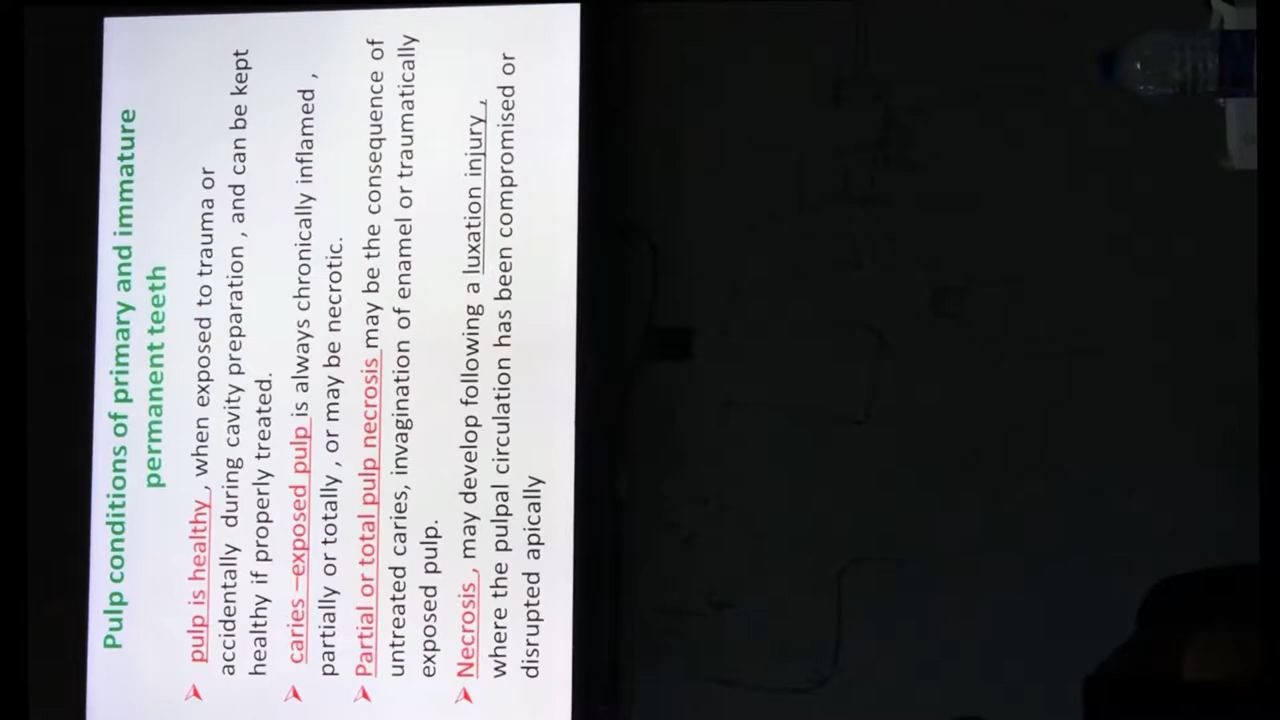 Pulp conditions of primary and immature
permanent teeth
pulp is healthy , when exposed to trauma or
accidentally during cavity preparation , and can be kept
healthy if properly treated.
caries –exposed pulp is always chronically inflamed ,
partially or totally , or may be necrotic.
Partial or total pulp necrosis may be the consequence of
untreated caries, invagination of enamel or traumatically
exposed pulp.
Necrosis , may develop following a luxation injury ,
where the pulpal circulation has been compromised or
disrupted apically